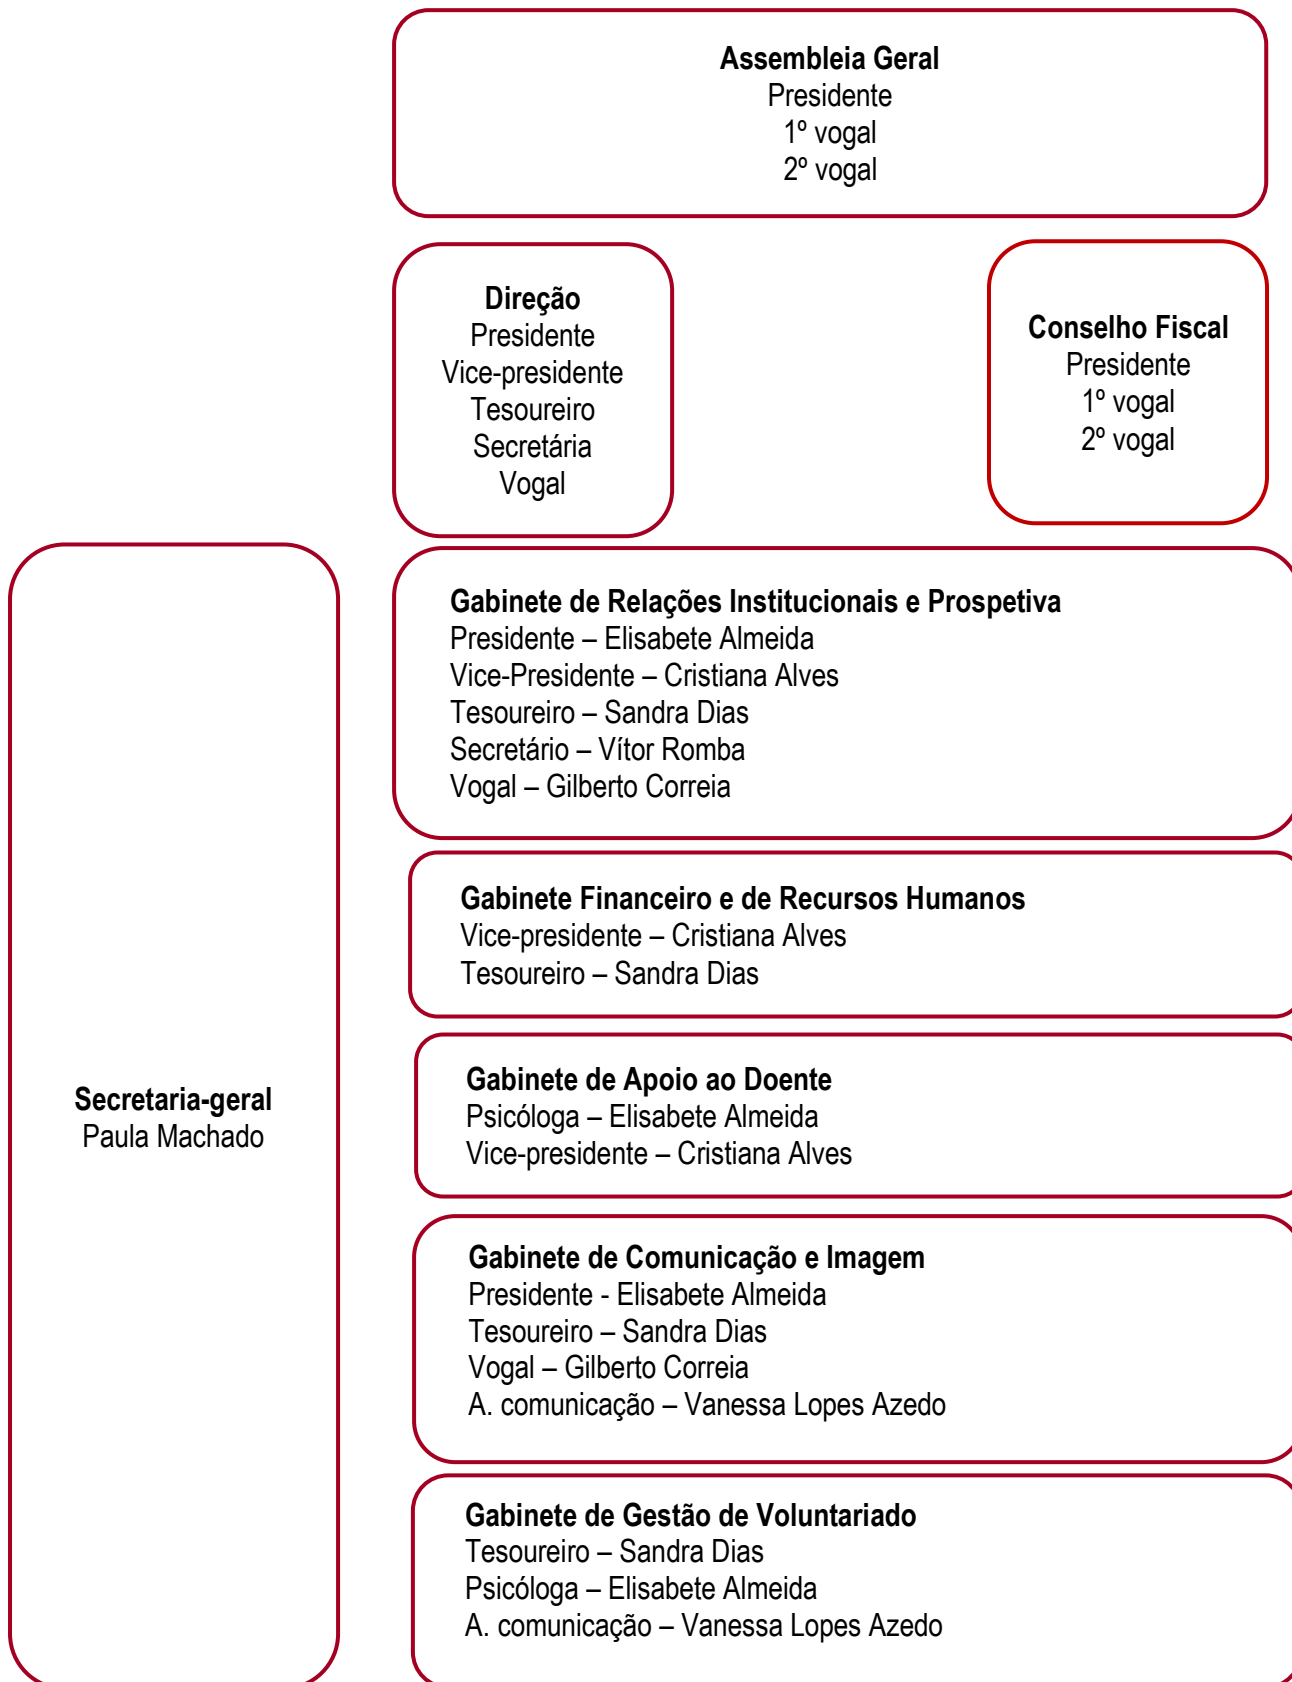 Assembleia Geral
Presidente
1º vogal
2º vogal
Direção
Presidente
Vice-presidente
Tesoureiro
Secretária
Vogal
Conselho Fiscal
Presidente
1º vogal
2º vogal
Secretaria-geral
Paula Machado
Gabinete de Relações Institucionais e Prospetiva
Presidente – Elisabete Almeida
Vice-Presidente – Cristiana Alves
Tesoureiro – Sandra Dias
Secretário – Vítor Romba
Vogal – Gilberto Correia
Gabinete Financeiro e de Recursos Humanos
Vice-presidente – Cristiana Alves
Tesoureiro – Sandra Dias
Gabinete de Apoio ao Doente
Psicóloga – Elisabete Almeida
Vice-presidente – Cristiana Alves
Gabinete de Comunicação e Imagem
Presidente - Elisabete Almeida
Tesoureiro – Sandra Dias
Vogal – Gilberto Correia
A. comunicação – Vanessa Lopes Azedo
Gabinete de Gestão de Voluntariado
Tesoureiro – Sandra Dias
Psicóloga – Elisabete Almeida
A. comunicação – Vanessa Lopes Azedo